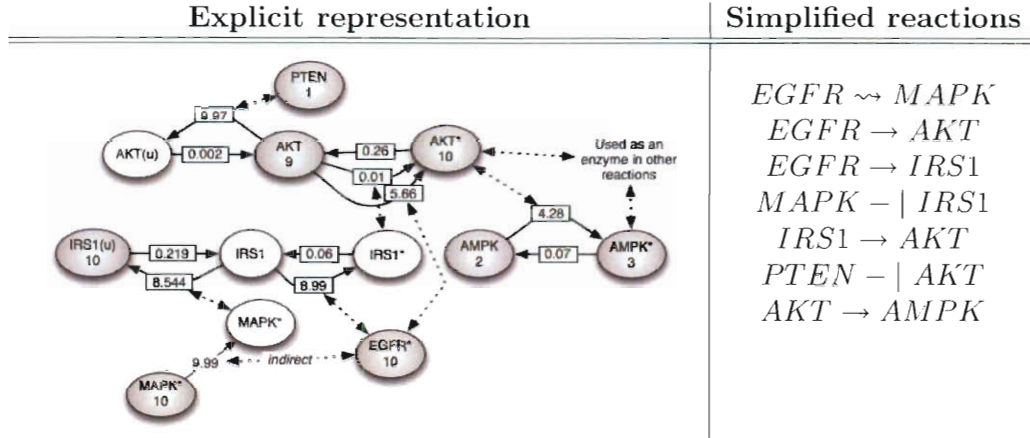 Explicit representation
Simplified reactions
PTEN
1
9.97
AKT(u)
0.002
AKT
9
0.26
0.01
5.66
AKT*
10
Used as an
enzyme in other
reactions
4.28
AMPK
2
0.07
AMPK*
3
IRS1(u)
10
0.219
8.544
IRS1
0.06
8.99
IRS1*
MAPK*
9.99
indirect
EGFR*
10
MAPK*
10
EGFR ⇝ MAPK
EGFR → AKT
EGFR → IRS1
MAPK − | IRS1
IRS1 → AKT
PTEN − | AKT
AKT → AMPK